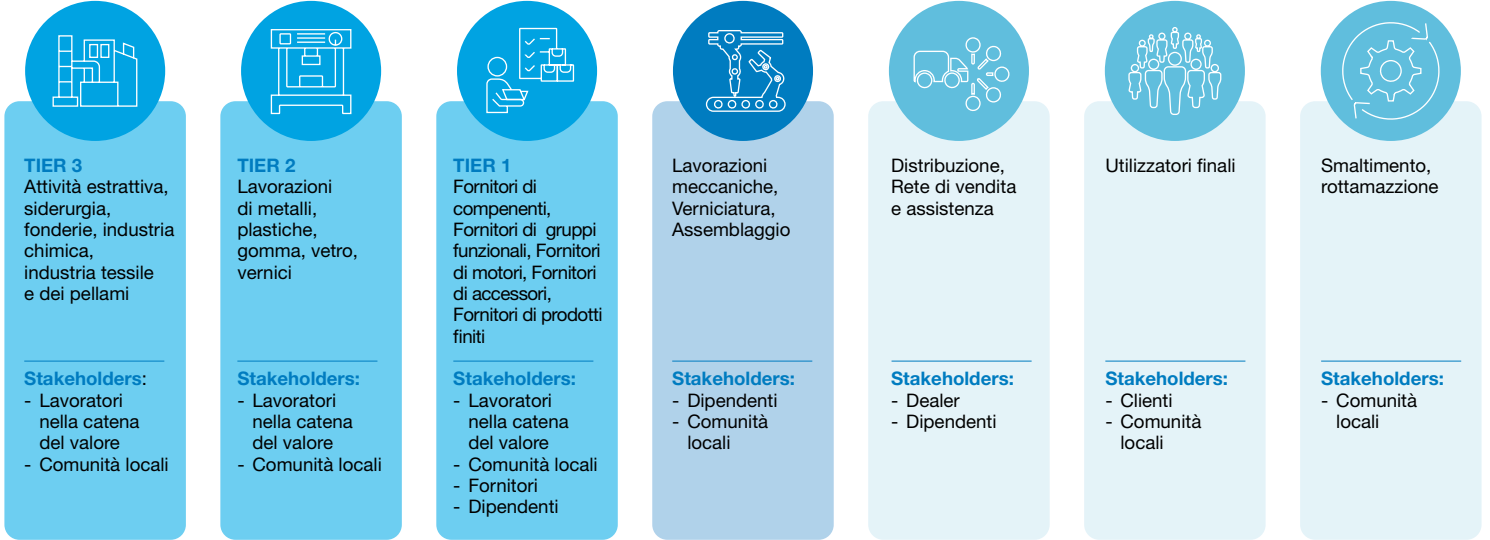 TIER 3
Attività estrattiva,
siderurgia,
fonderie, industria
chimica,
industria tessile
e dei pellami
Stakeholders:
- Lavoratori
nella catena
del valore
- Comunità locali
TIER 2
Lavorazioni
di metalli,
plastiche,
gomma, vetro,
vernici
Stakeholders:
- Lavoratori
nella catena
del valore
- Comunità locali
TIER 1
Fornitori di
compenenti,
Fornitori di gruppi
funzionali, Fornitori
di motori, Fornitori
di accessori,
Fornitori di prodotti
finiti
Stakeholders:
- Lavoratori
nella catena
del valore
- Comunità locali
- Fornitori
- Dipendenti
Lavorazioni
meccaniche,
Verniciatura,
Assemblaggio
Stakeholders:
- Dipendenti
- Comunità
locali
Distribuzione,
Rete di vendita
e assistenza
Stakeholders:
- Dealer
- Dipendenti
Utilizzatori finali
Stakeholders:
- Clienti
- Comunità
locali
Smaltimento,
rottamazzione
Stakeholders:
- Comunità
locali